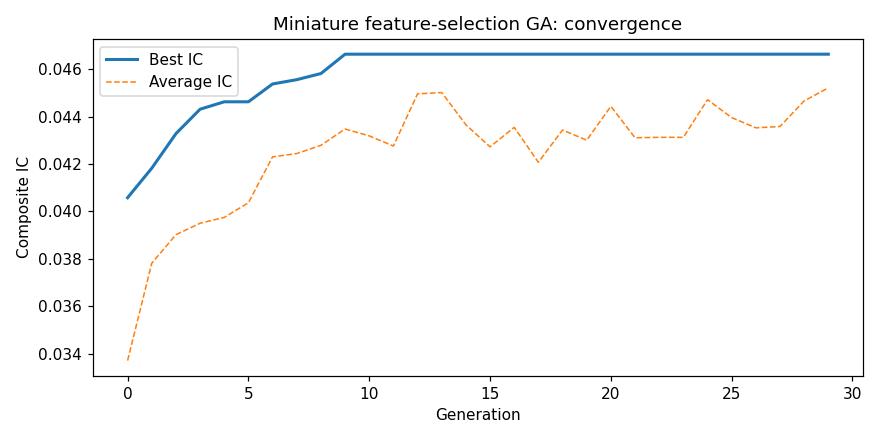 Miniature feature-selection GA: convergence
Best IC
Average IC
0.046
0.044
0.042
0.040
0.038
0.036
0.034
Composite IC
0 5 10 15 20 25 30
Generation